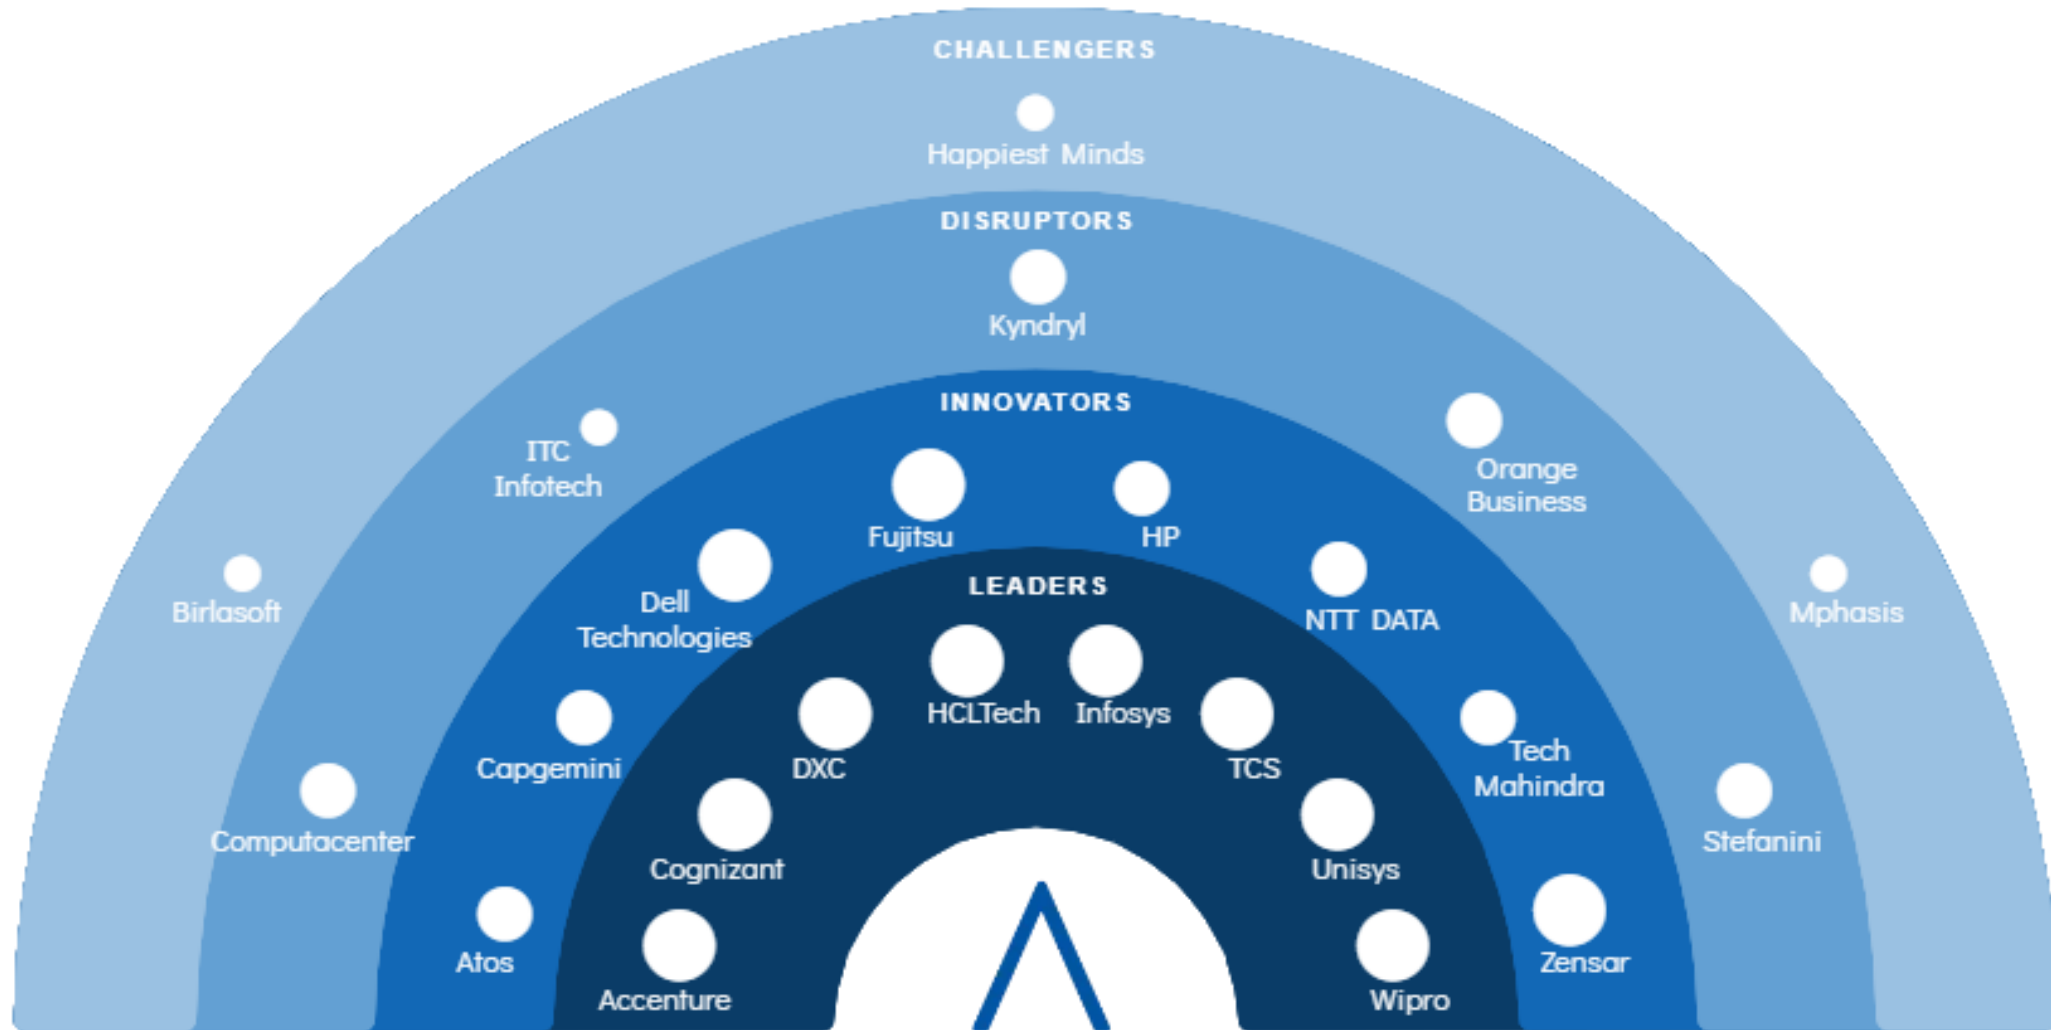 CHALLENGERS
Happiest Minds
Birlasoft
Mphasis
DISRUPTORS
Kyndryl
ITC
Infotech
Orange
Business
Computacenter
Stefanini
INNOVATORS
Fujitsu
HP
Dell
Technologies
NTT DATA
Capgemini
Tech
Mahindra
Atos
Zensar
LEADERS
HCLTech
Infosys
DXC
TCS
Cognizant
Unisys
Accenture
Wipro